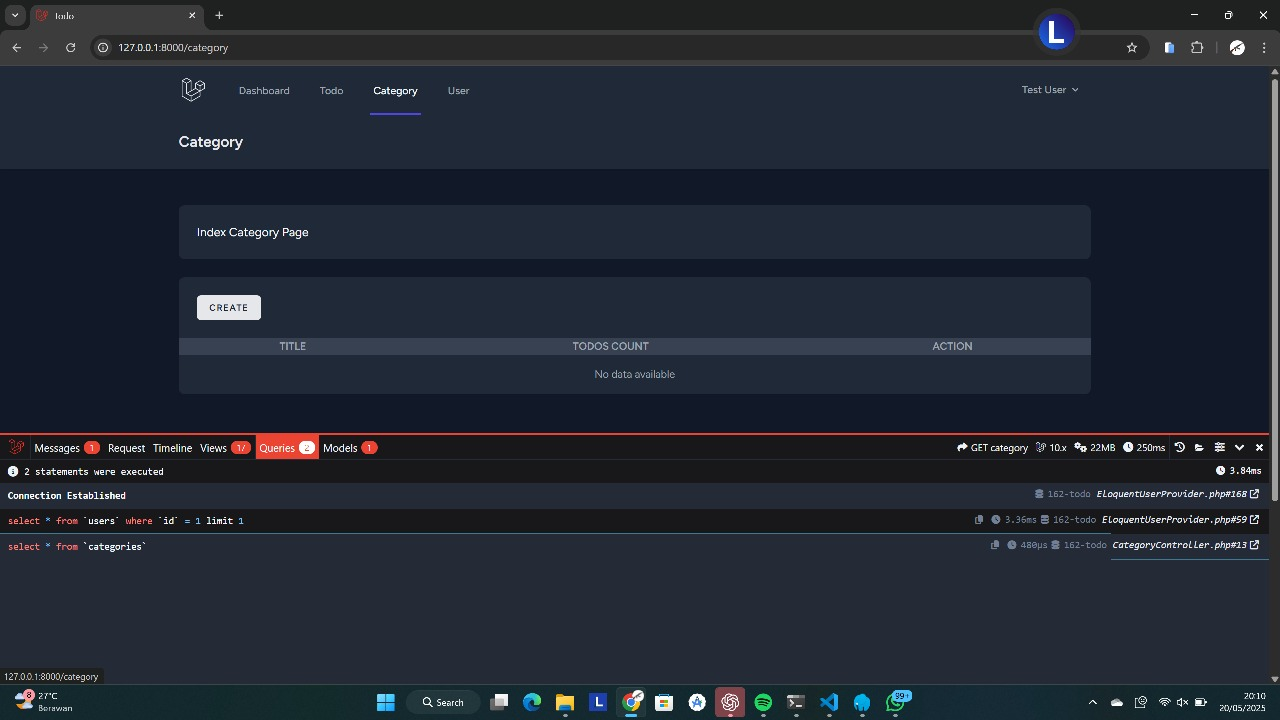 Todo
127.0.0.1:8000/category
L
Dashboard Todo Category User Test User
Category
Index Category Page
CREATE
TITLE TODOS COUNT ACTION
No data available
Messages 1 Request Timeline Views 17 Queries 2 Models 1 GET category 10.x 22MB 250ms
2 statements were executed 3.84ms
Connection Established 162-todo EloquentUserProvider.php#168
select * from `users` where `id` = 1 limit 1 3.36ms 162-todo EloquentUserProvider.php#59
select * from `categories` 480μs 162-todo CategoryController.php#13
127.0.0.1:8000/category
8 27°C
Berawan
Search
L
99+
20:10
20/05/2025